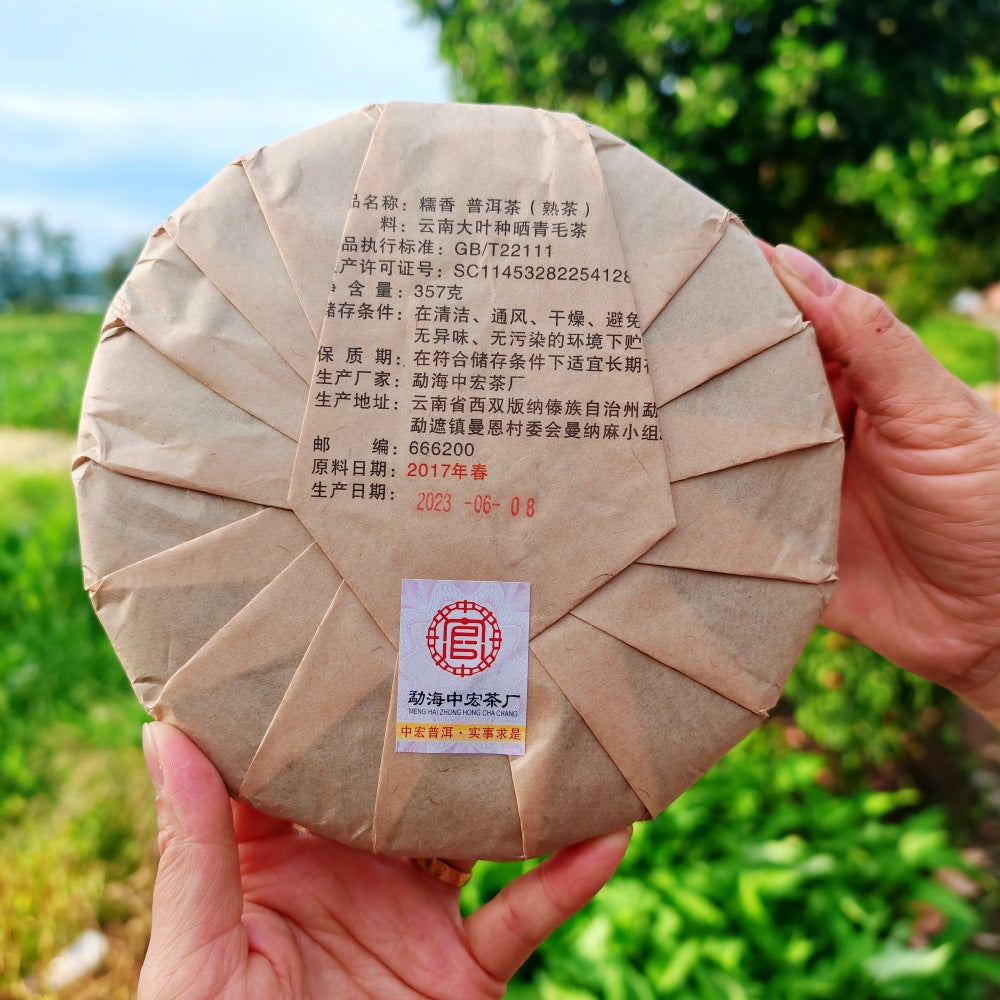 品名称：糯香 普洱茶（熟茶）
料：云南大叶种晒青毛茶
品执行标准：GB/T22111
产许可证号：SC11453282254128
净 含 量：357克
储存条件：在清洁、通风、干燥、避免
无异味、无污染的环境下贮
保 质 期：在符合储存条件下适宜长期存
生产厂家：勐海中宏茶厂
生产地址：云南省西双版纳傣族自治州勐
勐遮镇曼恩村委会曼纳麻小组
邮 编：666200
原料日期：2017年春
生产日期：2023 -06- 08
中
宫
中
勐海中宏茶厂
MENG HAI ZHONG HONG CHA CHANG
中宏普洱·实事求是